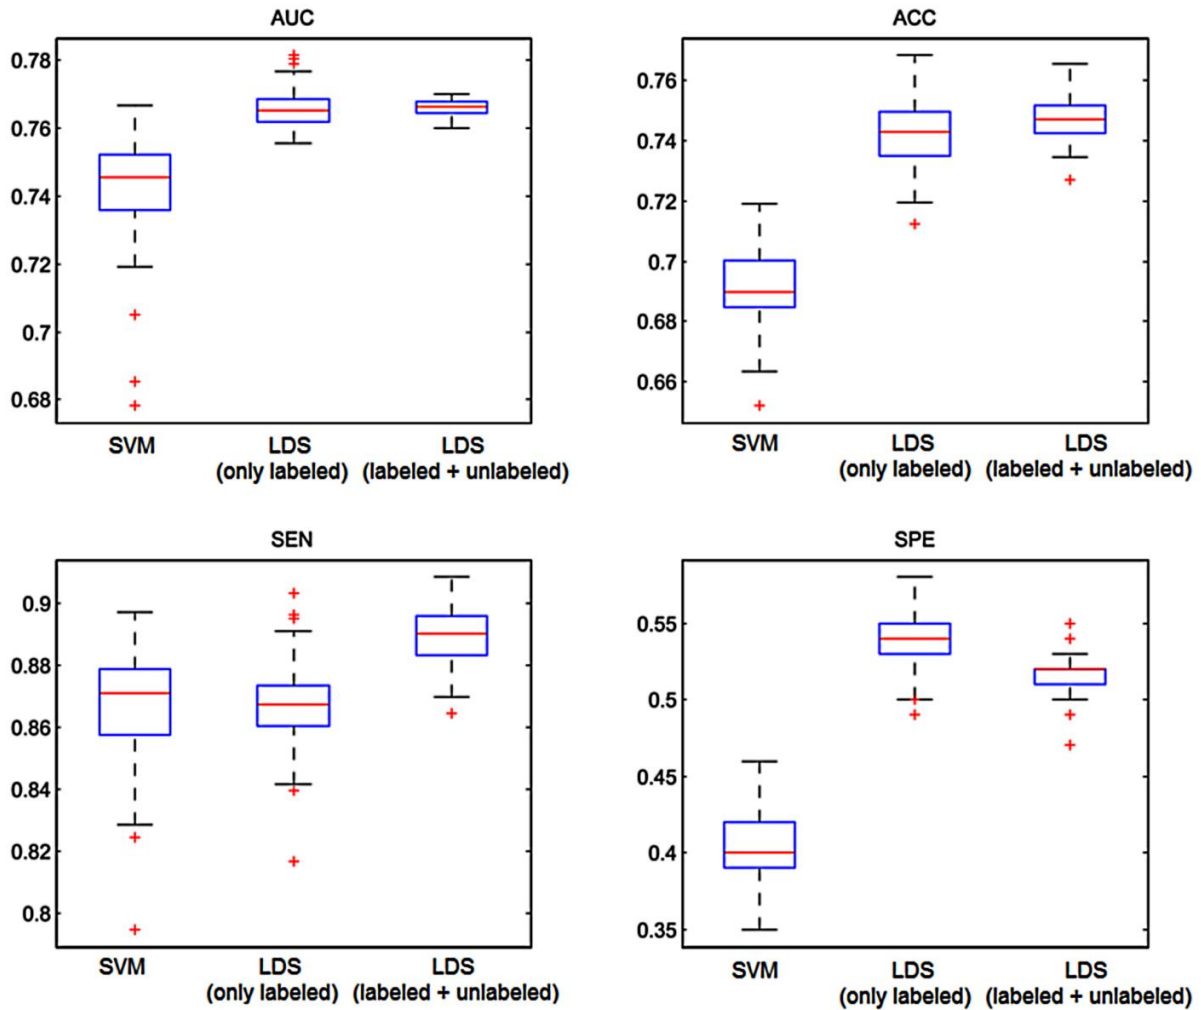 AUC
0.78
0.76
0.74
0.72
0.7
0.68
SVM
LDS
(only labeled)
LDS
(labeled + unlabeled)
ACC
0.76
0.74
0.72
0.7
0.68
0.66
SVM
LDS
(only labeled)
LDS
(labeled + unlabeled)
SEN
0.9
0.88
0.86
0.84
0.82
0.8
SVM
LDS
(only labeled)
LDS
(labeled + unlabeled)
SPE
0.55
0.5
0.45
0.4
0.35
SVM
LDS
(only labeled)
LDS
(labeled + unlabeled)